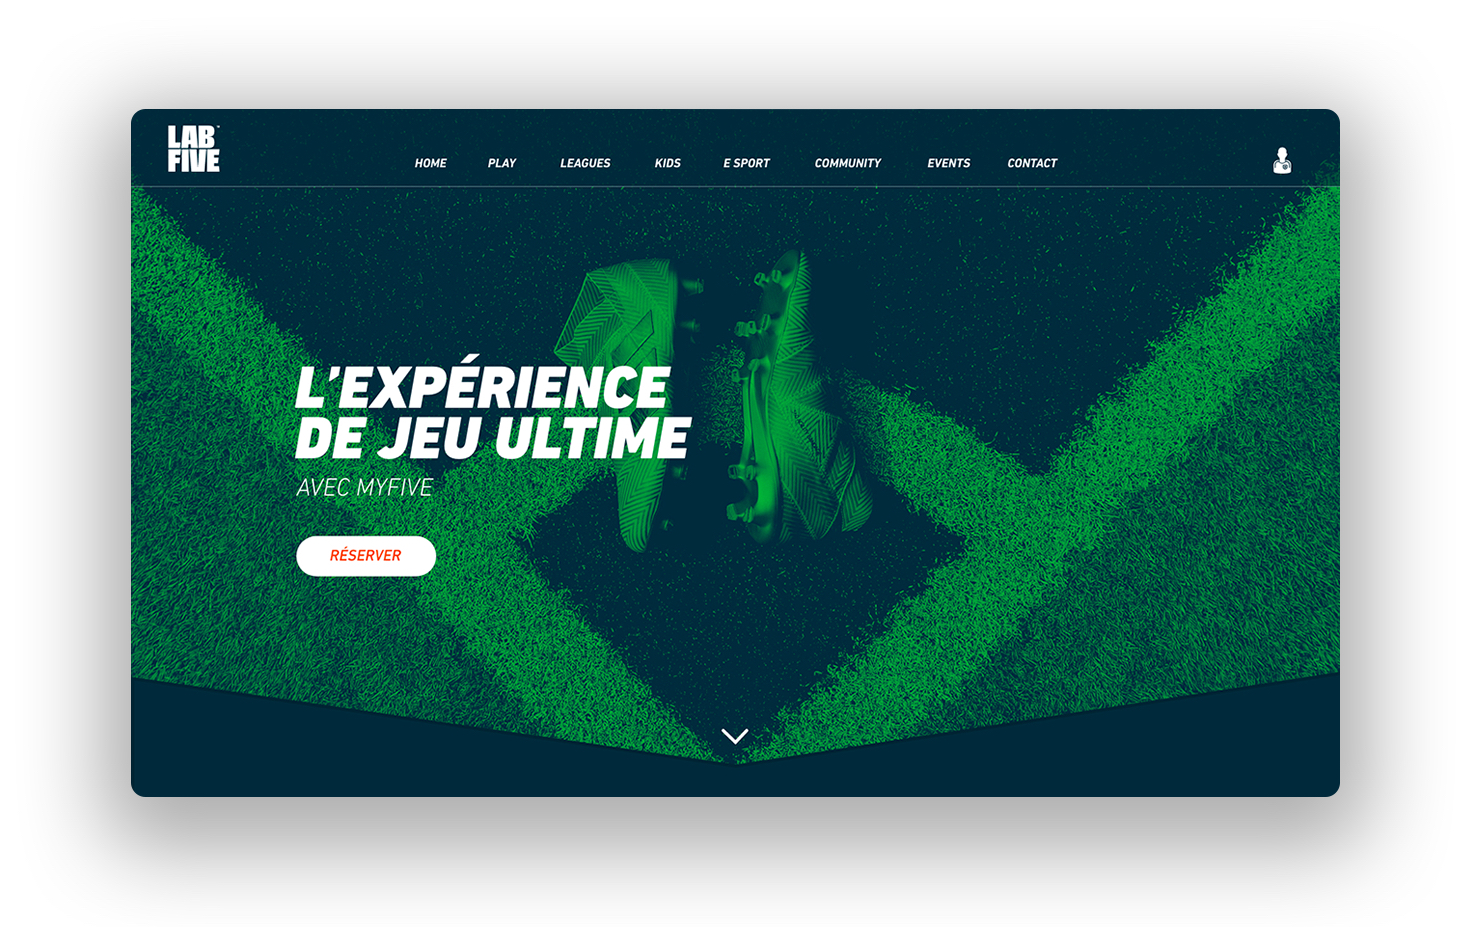 LAB
FIVE
HOME PLAY LEAGUES KIDS E SPORT COMMUNITY EVENTS CONTACT
L'EXPÉRIENCE
DE JEU ULTIME
AVEC MYFIVE
RÉSERVER